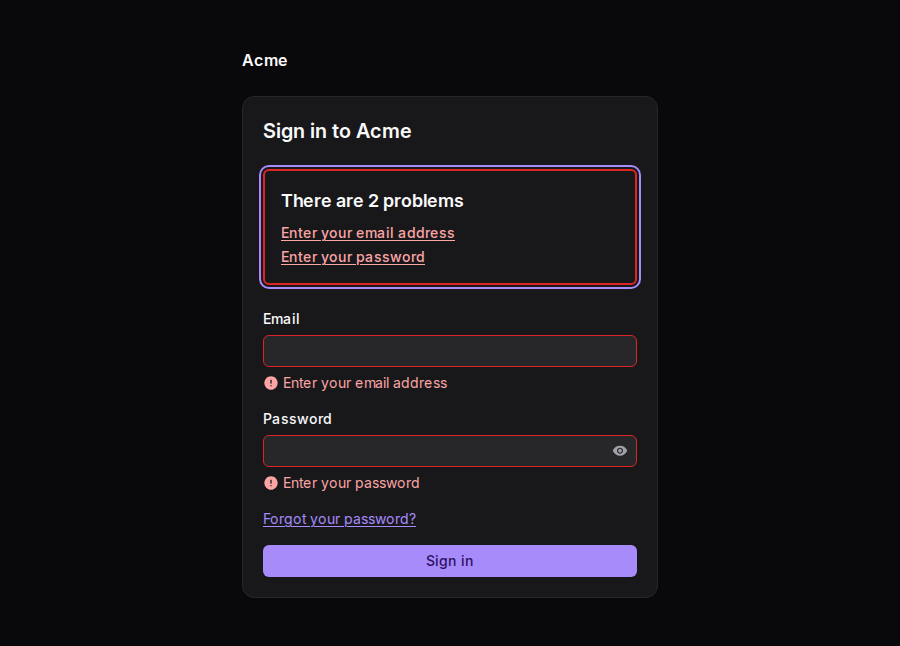 Acme
Sign in to Acme
There are 2 problems
Enter your email address
Enter your password
Email
Enter your email address
Password
Enter your password
Forgot your password?
Sign in